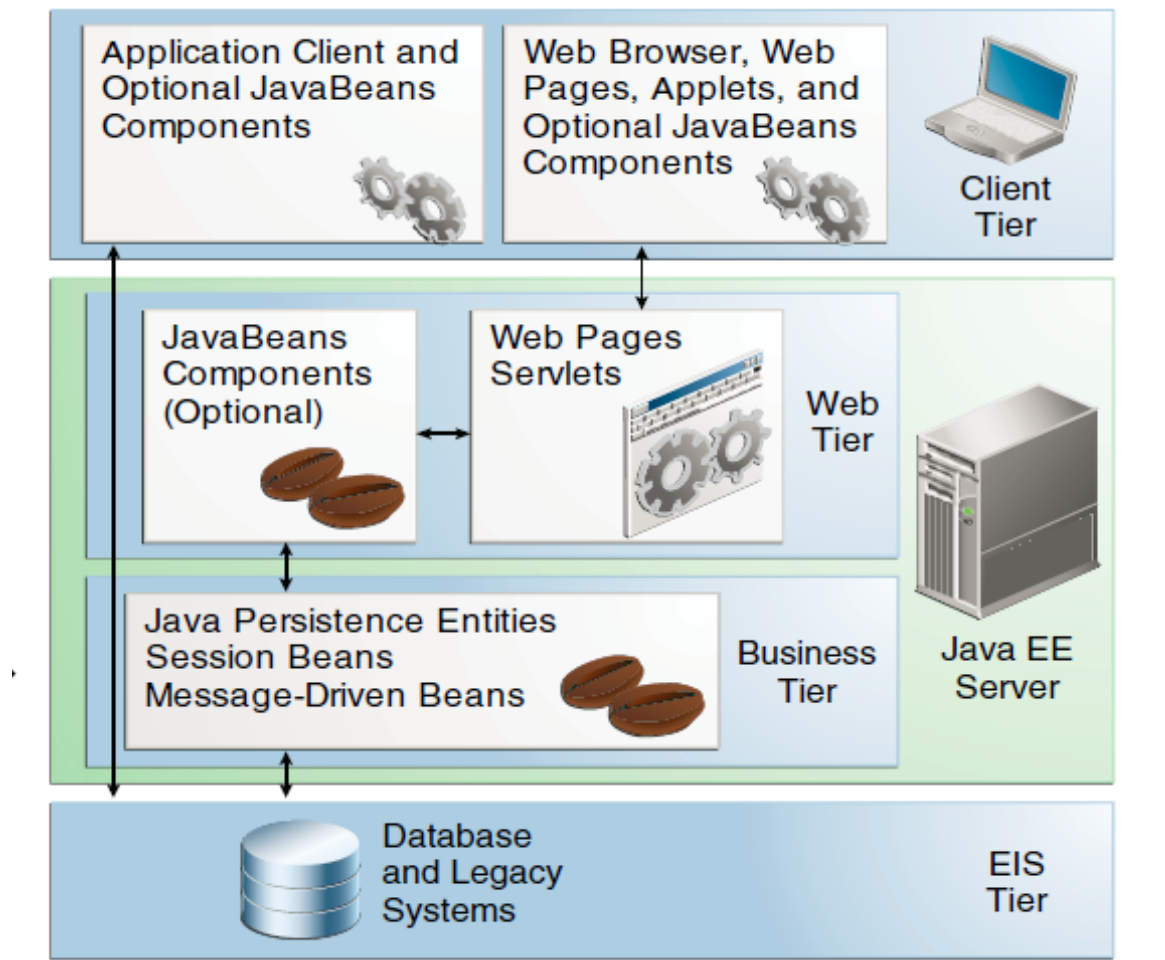 Application Client and
Optional JavaBeans
Components
Web Browser, Web
Pages, Applets, and
Optional JavaBeans
Components
Client
Tier
JavaBeans
Components
(Optional)
Web Pages
Servlets
Web
Tier
Java Persistence Entities
Session Beans
Message-Driven Beans
Business
Tier
Java EE
Server
Database
and Legacy
Systems
EIS
Tier